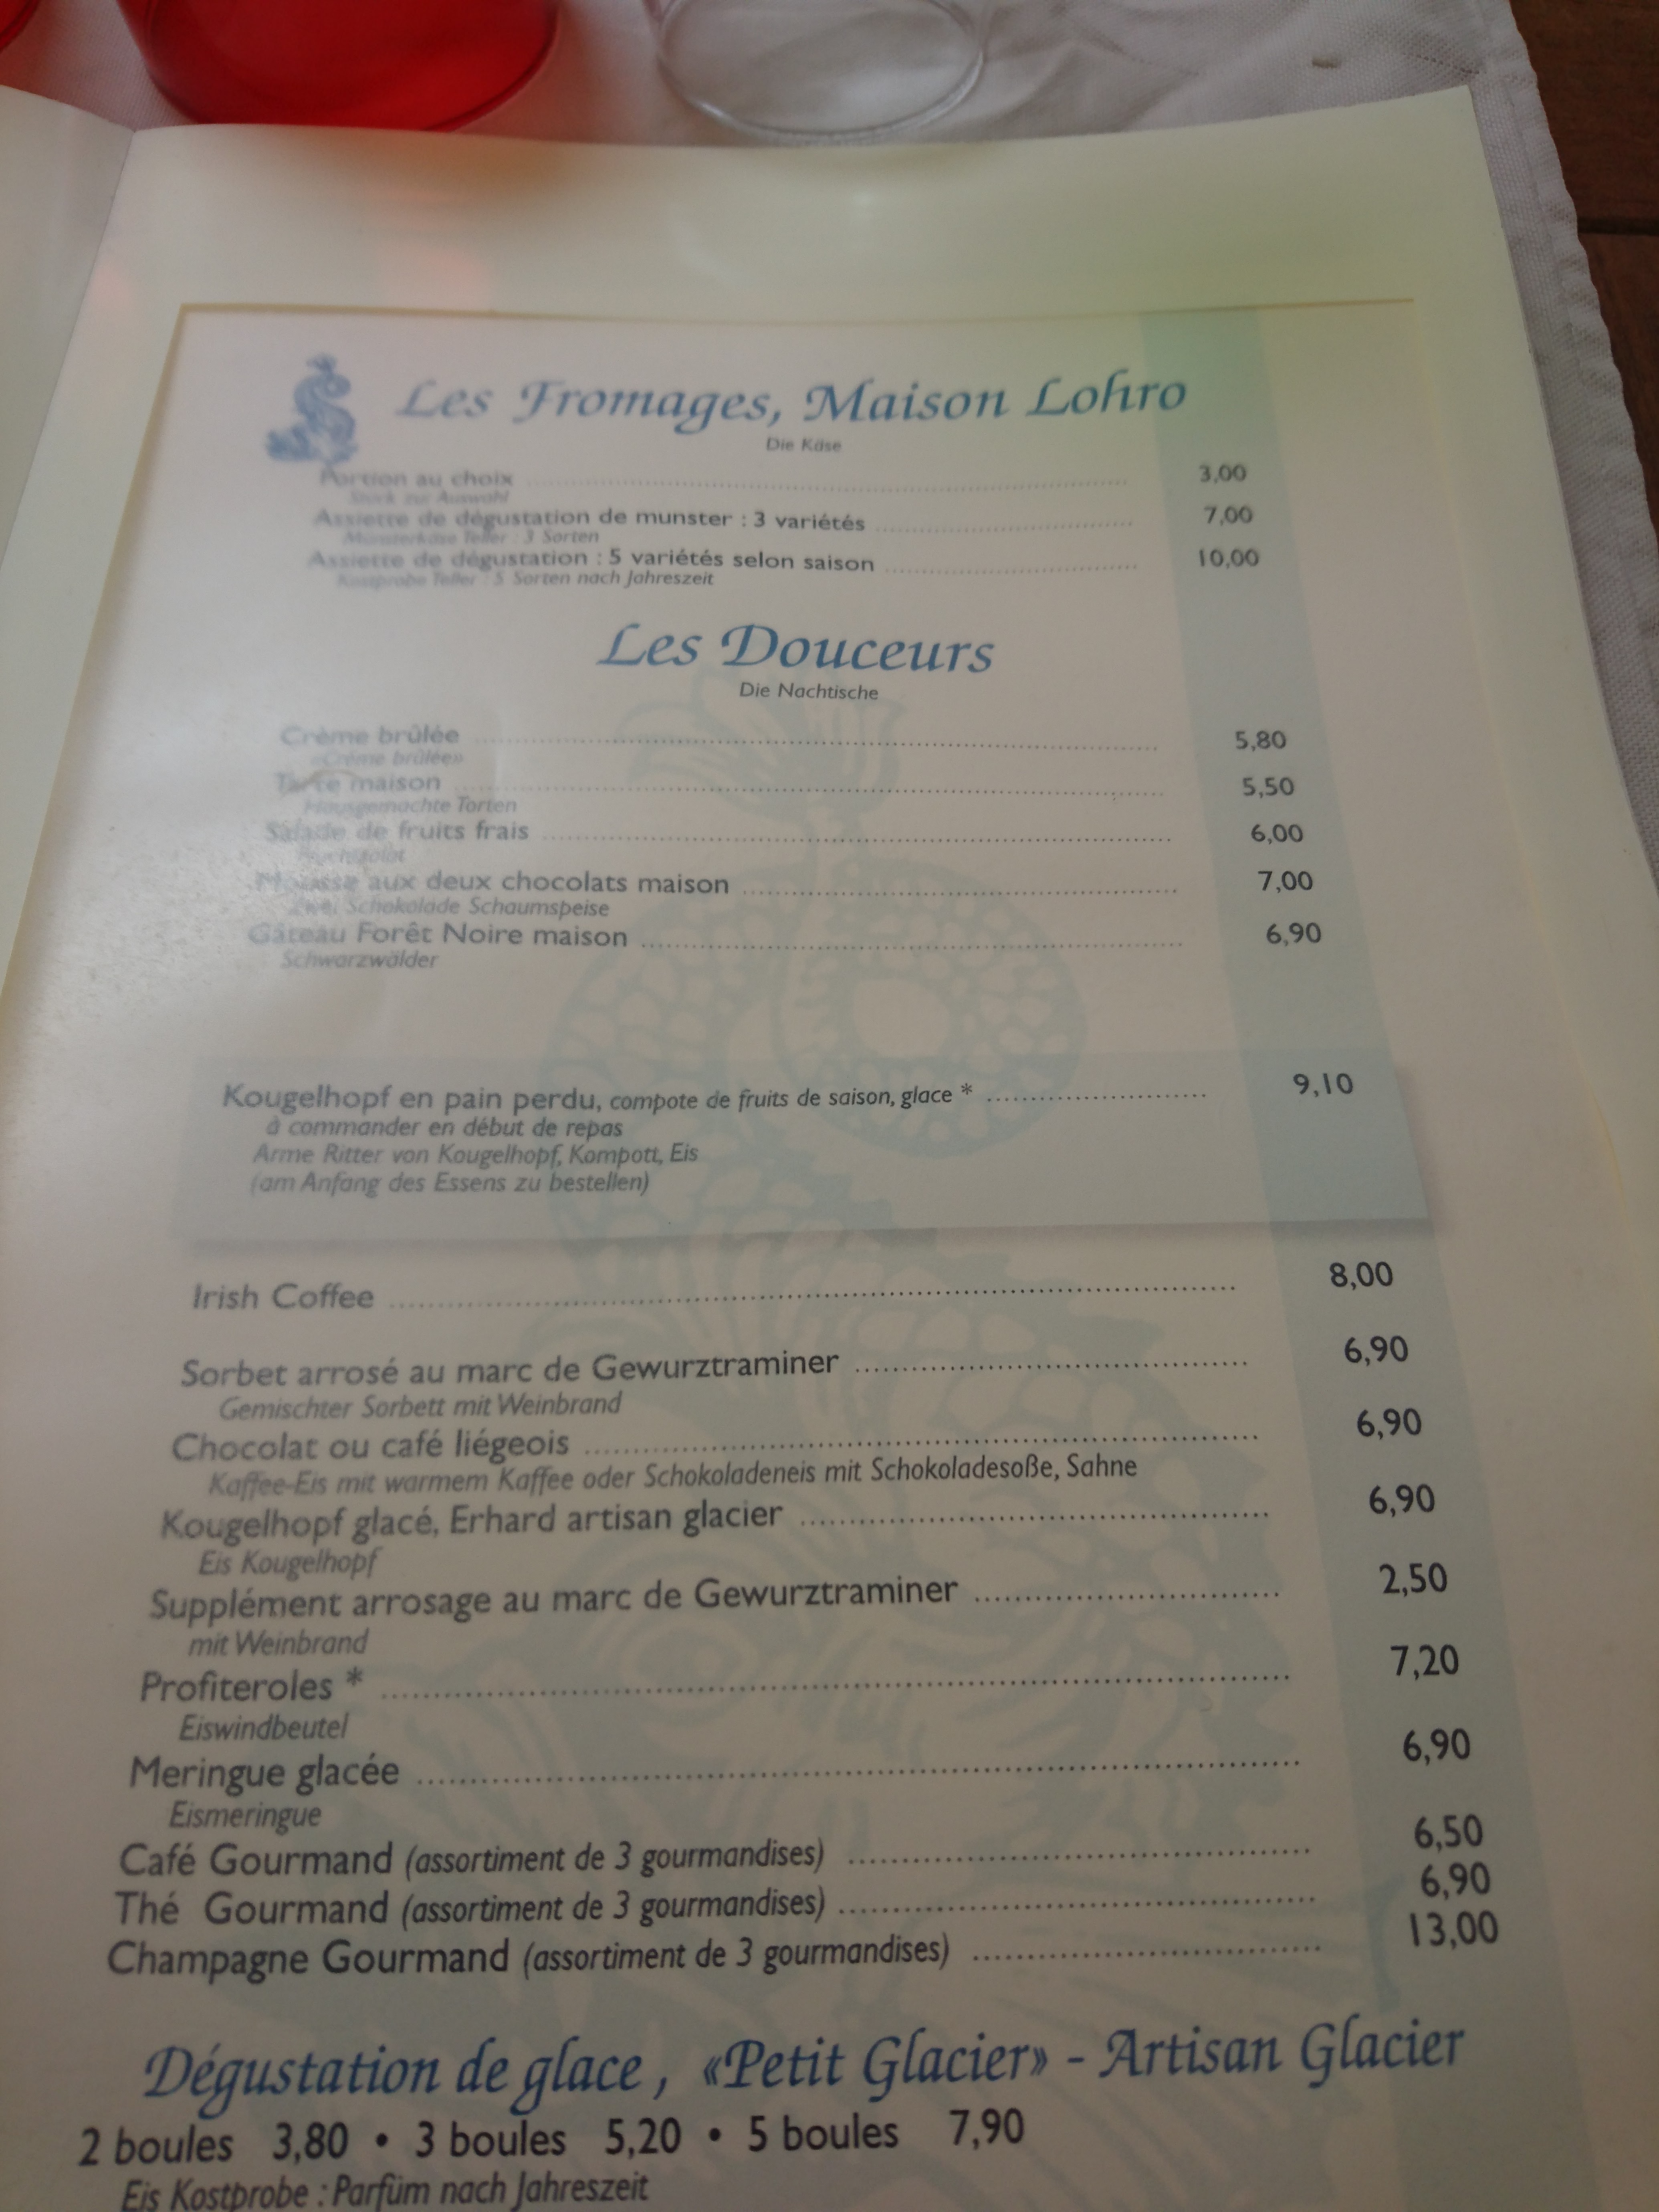 Les Fromages, Maison Lohro
Die Käse
Portion au choix ........ 3,00
Stück zur Auswahl
Assiette de dégustation de munster : 3 variétés ........ 7,00
Münsterkäse Teller : 3 Sorten
Assiette de dégustation : 5 variétés selon saison ........ 10,00
Kostprobe Teller : 5 Sorten nach Jahreszeit
Les Douceurs
Die Nachtische
Crème brûlée ........ 5,80
«Crème brûlée»
Tarte maison ........ 5,50
Hausgemachte Torten
Salade de fruits frais ........ 6,00
Mousse aux deux chocolats maison ........ 7,00
Zwei Schokolade Schaumspeise
Gâteau Forêt Noire maison ........ 6,90
Schwarzwälder
Kougelhopf en pain perdu, compote de fruits de saison, glace * ........ 9,10
à commander en début de repas
Arme Ritter von Kougelhopf, Kompott, Eis
(am Anfang des Essens zu bestellen)
Irish Coffee ........ 8,00
Sorbet arrosé au marc de Gewurztraminer ........ 6,90
Gemischter Sorbett mit Weinbrand
Chocolat ou café liégeois ........ 6,90
Kaffee-Eis mit warmem Kaffee oder Schokoladeneis mit Schokoladesoße, Sahne
Kougelhopf glacé, Erhard artisan glacier ........ 6,90
Eis Kougelhopf
Supplément arrosage au marc de Gewurztraminer ........ 2,50
mit Weinbrand
Profiteroles * ........ 7,20
Eiswindbeutel
Meringue glacée ........ 6,90
Eismeringue
Café Gourmand (assortiment de 3 gourmandises) ........ 6,50
Thé Gourmand (assortiment de 3 gourmandises) ........ 6,90
Champagne Gourmand (assortiment de 3 gourmandises) ........ 13,00
Dégustation de glace , «Petit Glacier» - Artisan Glacier
2 boules 3,80 • 3 boules 5,20 • 5 boules 7,90
Eis Kostprobe : Parfüm nach Jahreszeit